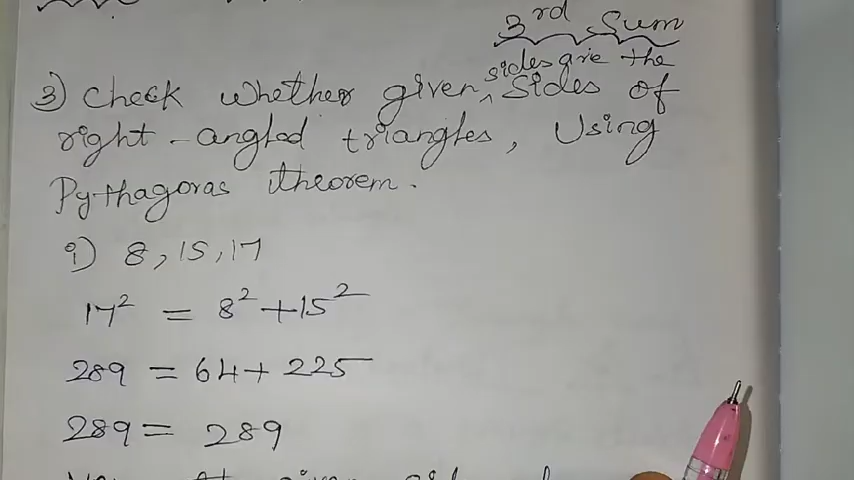 3rd Sum
3) Check whether given sides are the sides of
right-angled triangles, Using
Pythagoras theorem.
i) 8, 15, 17
17² = 8² + 15²
289 = 64 + 225
289 = 289